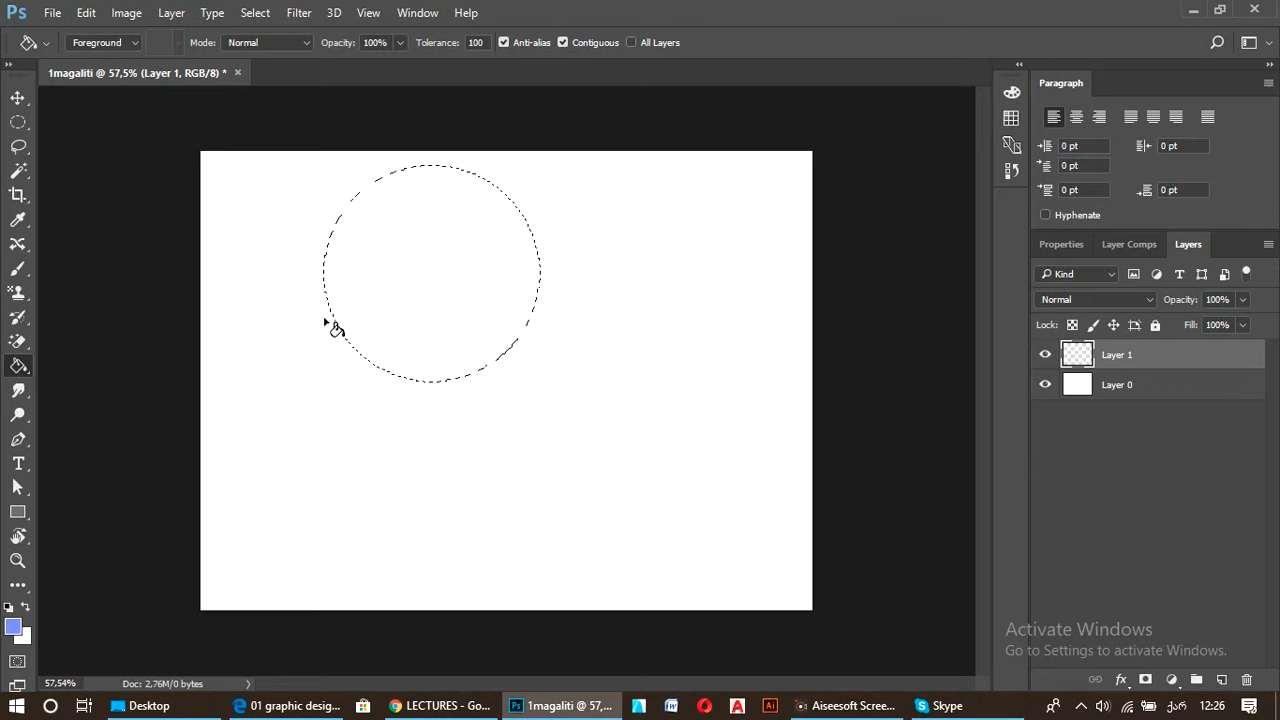 Ps File Edit Image Layer Type Select Filter 3D View Window Help
Foreground Mode: Normal Opacity: 100% Tolerance: 100 Anti-alias Contiguous All Layers
1magaliti @ 57,5% (Layer 1, RGB/8) * ×
Paragraph
0 pt 0 pt
0 pt
0 pt 0 pt
Hyphenate
Properties Layer Comps Layers
Kind
Normal Opacity: 100%
Lock: Fill: 100%
Layer 1
Layer 0
T
Activate Windows
Go to Settings to activate Windows.
57,54% Doc: 2,76M/0 bytes
fx
Desktop 01 graphic desig... LECTURES - Go... Ps 1magaliti @ 57,... Ai Aiseesoft Scree... Skype ქარ 12:26